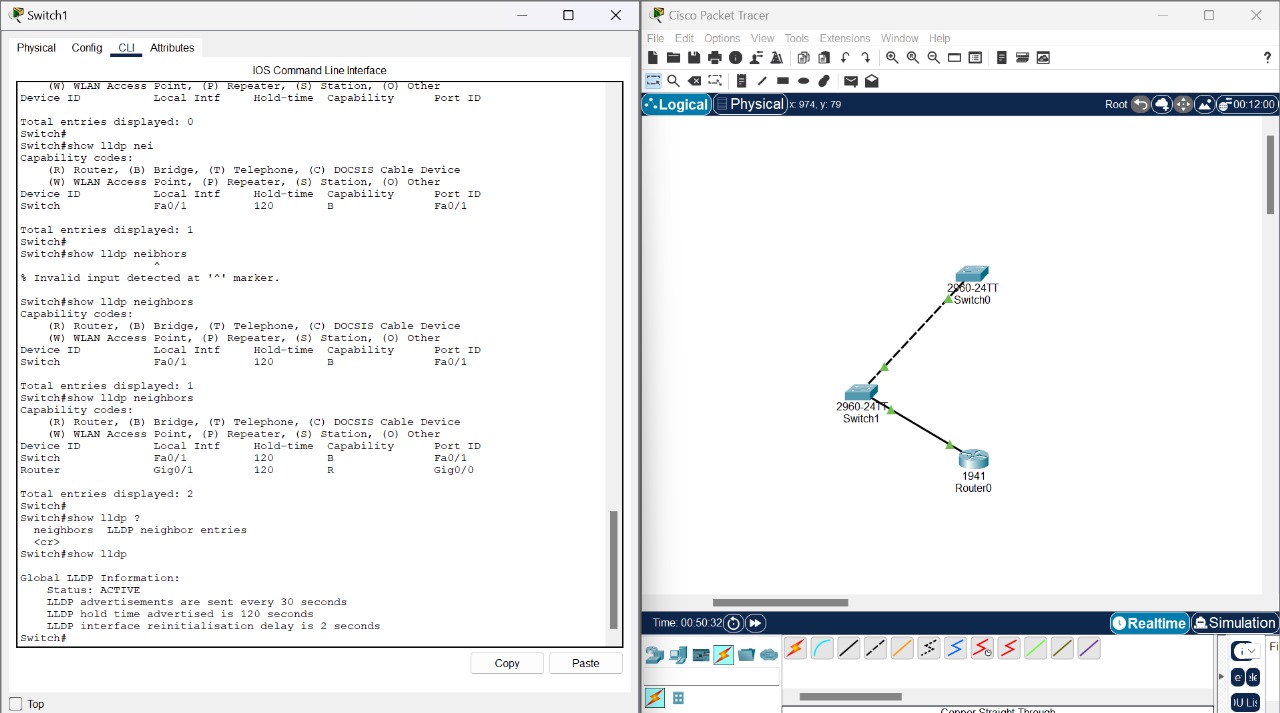 Switch1
Physical Config CLI Attributes
IOS Command Line Interface
(W) WLAN Access Point, (P) Repeater, (S) Station, (O) Other
Device ID Local Intf Hold-time Capability Port ID
Total entries displayed: 0
Switch#
Switch#show lldp nei
Capability codes:
(R) Router, (B) Bridge, (T) Telephone, (C) DOCSIS Cable Device
(W) WLAN Access Point, (P) Repeater, (S) Station, (O) Other
Device ID Local Intf Hold-time Capability Port ID
Switch Fa0/1 120 B Fa0/1
Total entries displayed: 1
Switch#
Switch#show lldp neibhors
^
% Invalid input detected at '^' marker.
Switch#show lldp neighbors
Capability codes:
(R) Router, (B) Bridge, (T) Telephone, (C) DOCSIS Cable Device
(W) WLAN Access Point, (P) Repeater, (S) Station, (O) Other
Device ID Local Intf Hold-time Capability Port ID
Switch Fa0/1 120 B Fa0/1
Total entries displayed: 1
Switch#show lldp neighbors
Capability codes:
(R) Router, (B) Bridge, (T) Telephone, (C) DOCSIS Cable Device
(W) WLAN Access Point, (P) Repeater, (S) Station, (O) Other
Device ID Local Intf Hold-time Capability Port ID
Switch Fa0/1 120 B Fa0/1
Router Gig0/1 120 R Gig0/0
Total entries displayed: 2
Switch#
Switch#show lldp ?
neighbors LLDP neighbor entries
<cr>
Switch#show lldp
Global LLDP Information:
Status: ACTIVE
LLDP advertisements are sent every 30 seconds
LLDP hold time advertised is 120 seconds
LLDP interface reinitialisation delay is 2 seconds
Switch#
Copy Paste
Top
Cisco Packet Tracer
File Edit Options View Tools Extensions Window Help
Logical Physical x: 974, y: 79 Root 00:12:00
2960-24TT
Switch0
2960-24TT
Switch1
1941
Router0
Time: 00:50:32 Realtime Simulation
Copper Straight-Through